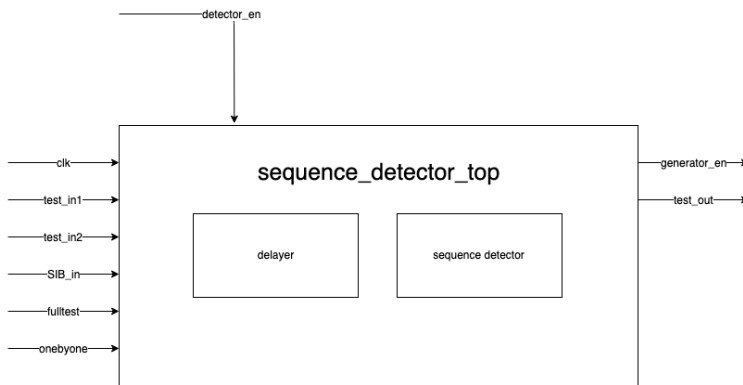 detector_en
clk
sequence_detector_top
generator_en
test_in1
test_out
test_in2
delayer
sequence detector
SIB_in
fulltest
onebyone